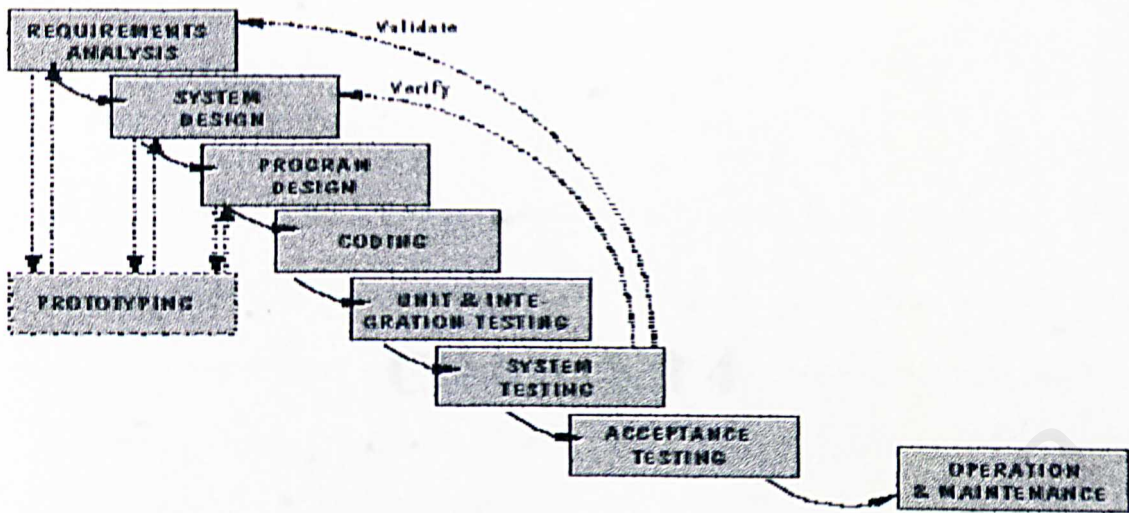 REQUIREMENTS
ANALYSIS
Validate
Verify
SYSTEM
DESIGN
PROGRAM
DESIGN
CODING
PROTOTYPING
UNIT & INTE-
GRATION TESTING
SYSTEM
TESTING
ACCEPTANCE
TESTING
OPERATION
& MAINTENANCE